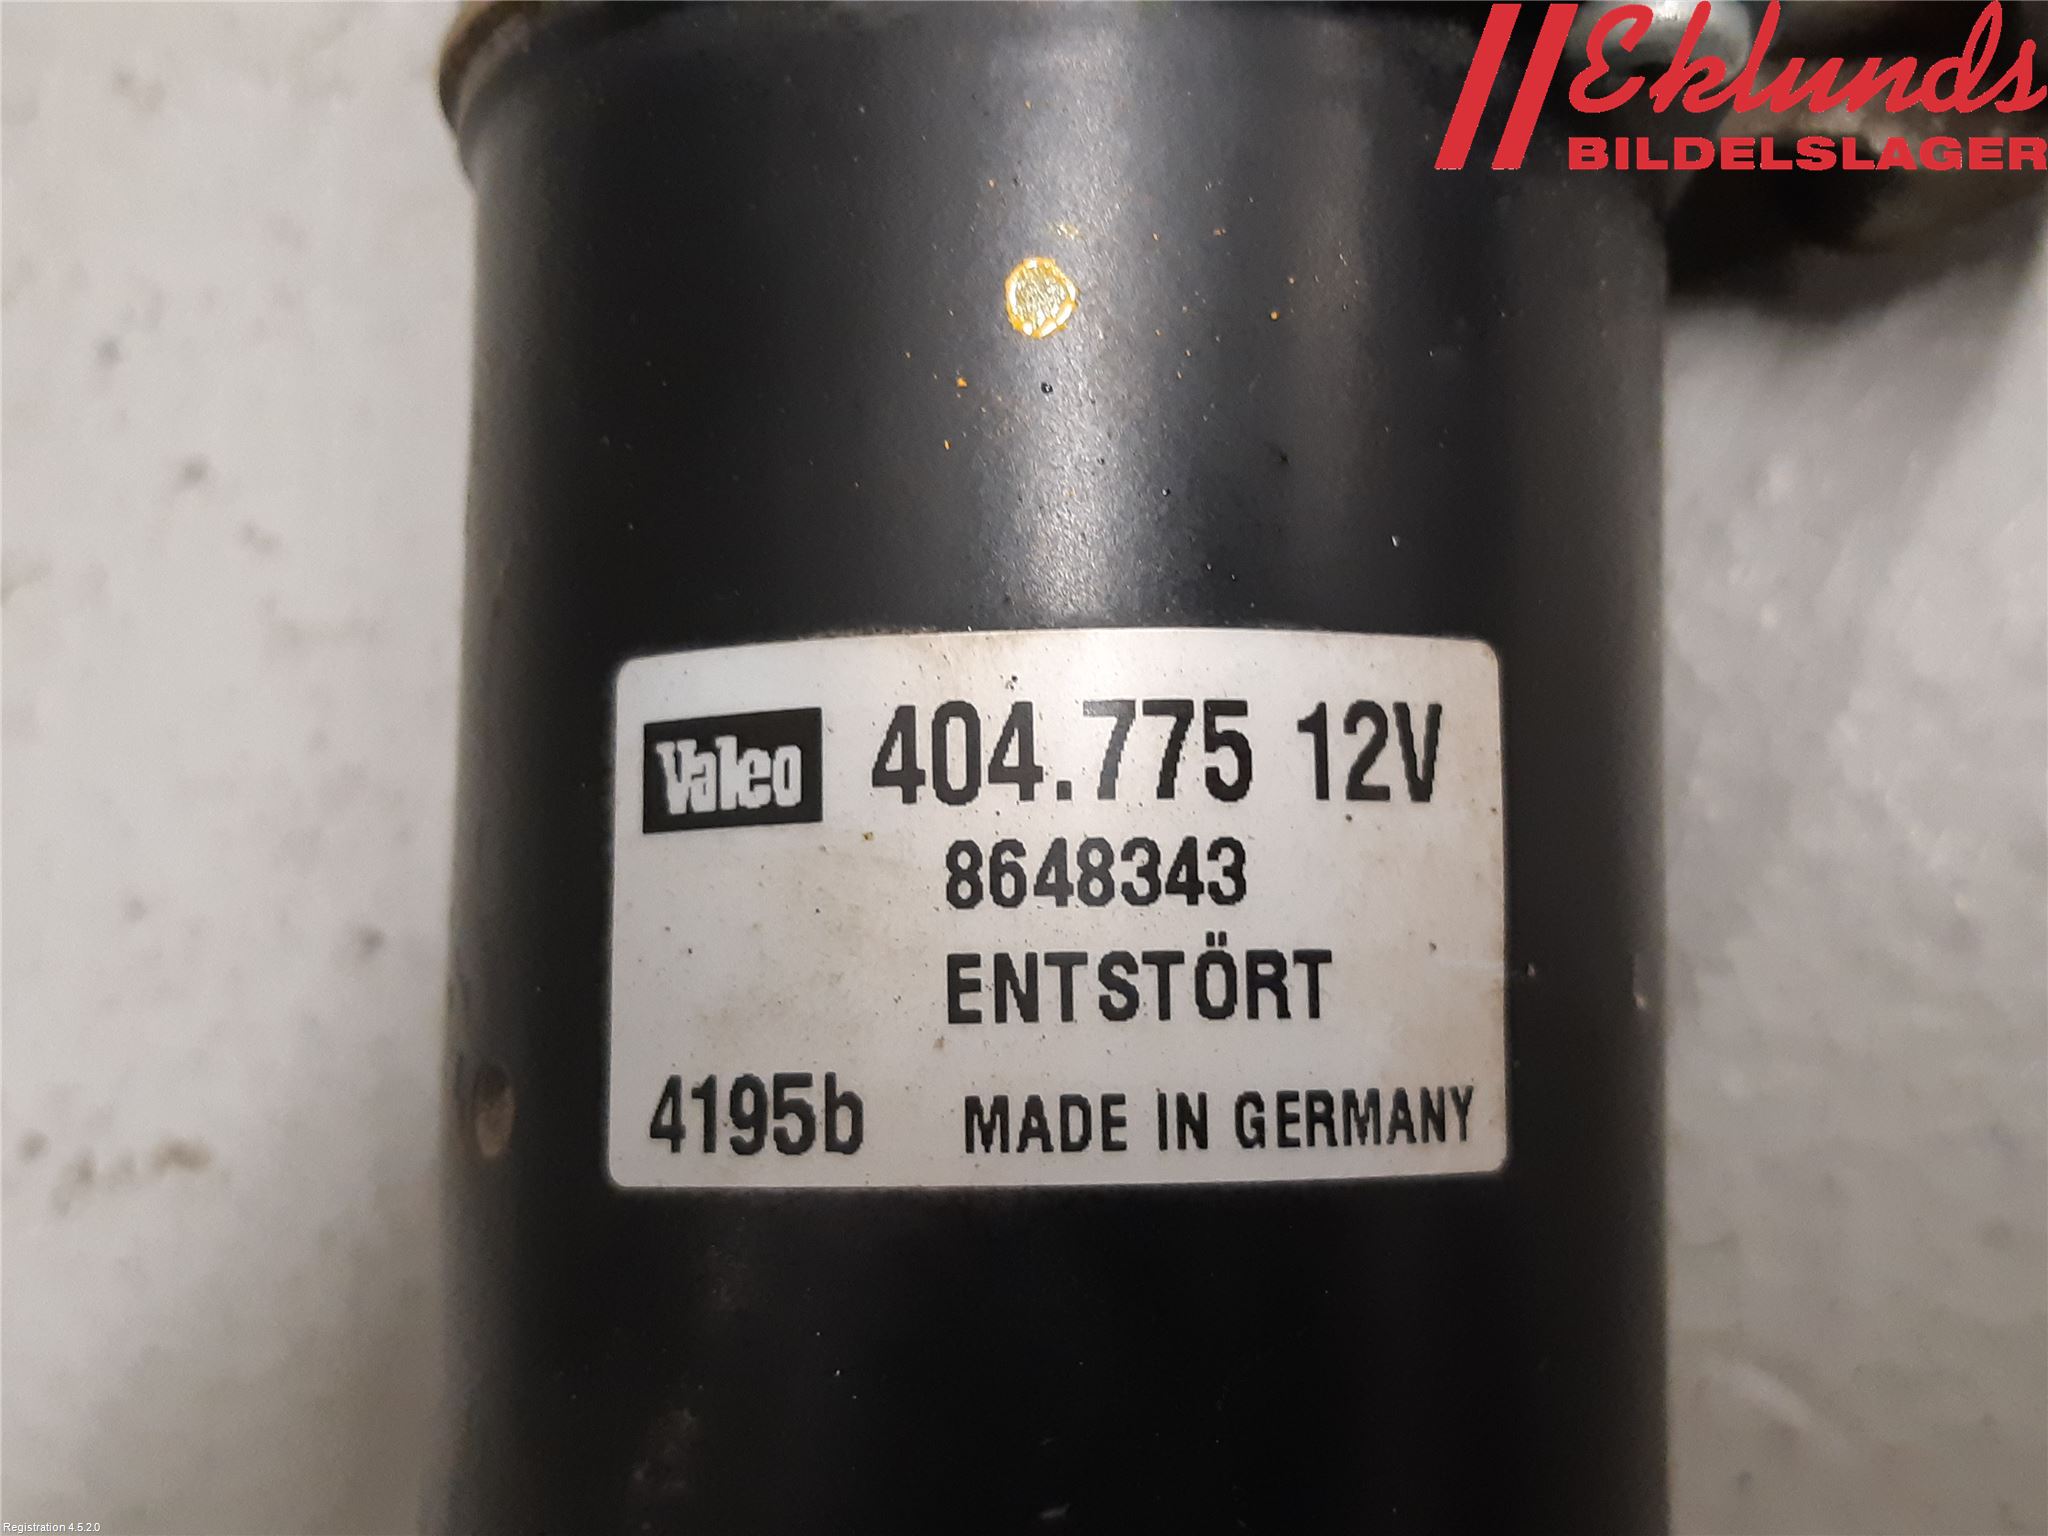 Eklunds
BILDELSLAGER
Valeo 404.775 12V
8648343
ENTSTÖRT
4195b MADE IN GERMANY
Registration 4.5.2.0